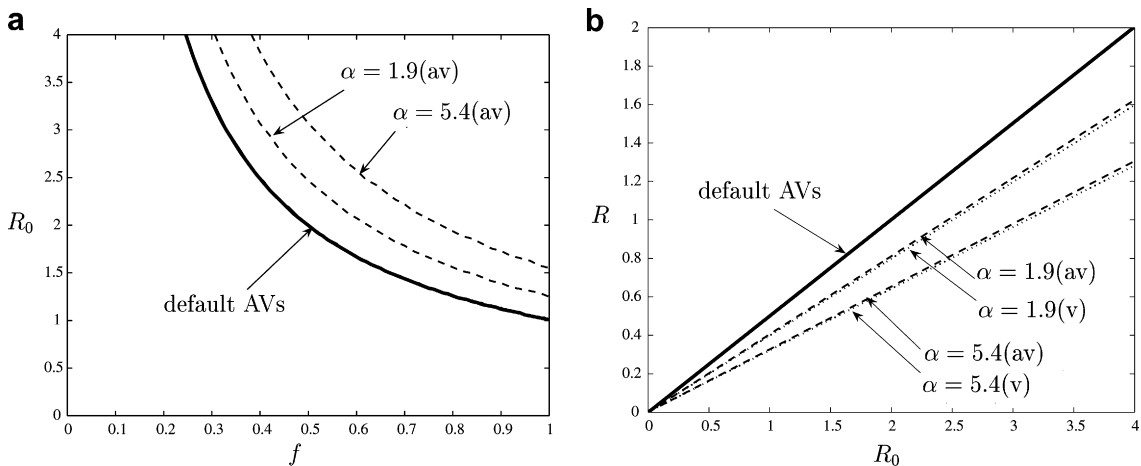 a
4
3.5
3
2.5
2
1.5
1
0.5
0
R₀
0 0.1 0.2 0.3 0.4 0.5 0.6 0.7 0.8 0.9 1
f
α = 1.9(av)
α = 5.4(av)
default AVs
b
2
1.8
1.6
1.4
1.2
1
0.8
0.6
0.4
0.2
0
R
0 0.5 1 1.5 2 2.5 3 3.5 4
R₀
default AVs
α = 1.9(av)
α = 1.9(v)
α = 5.4(av)
α = 5.4(v)